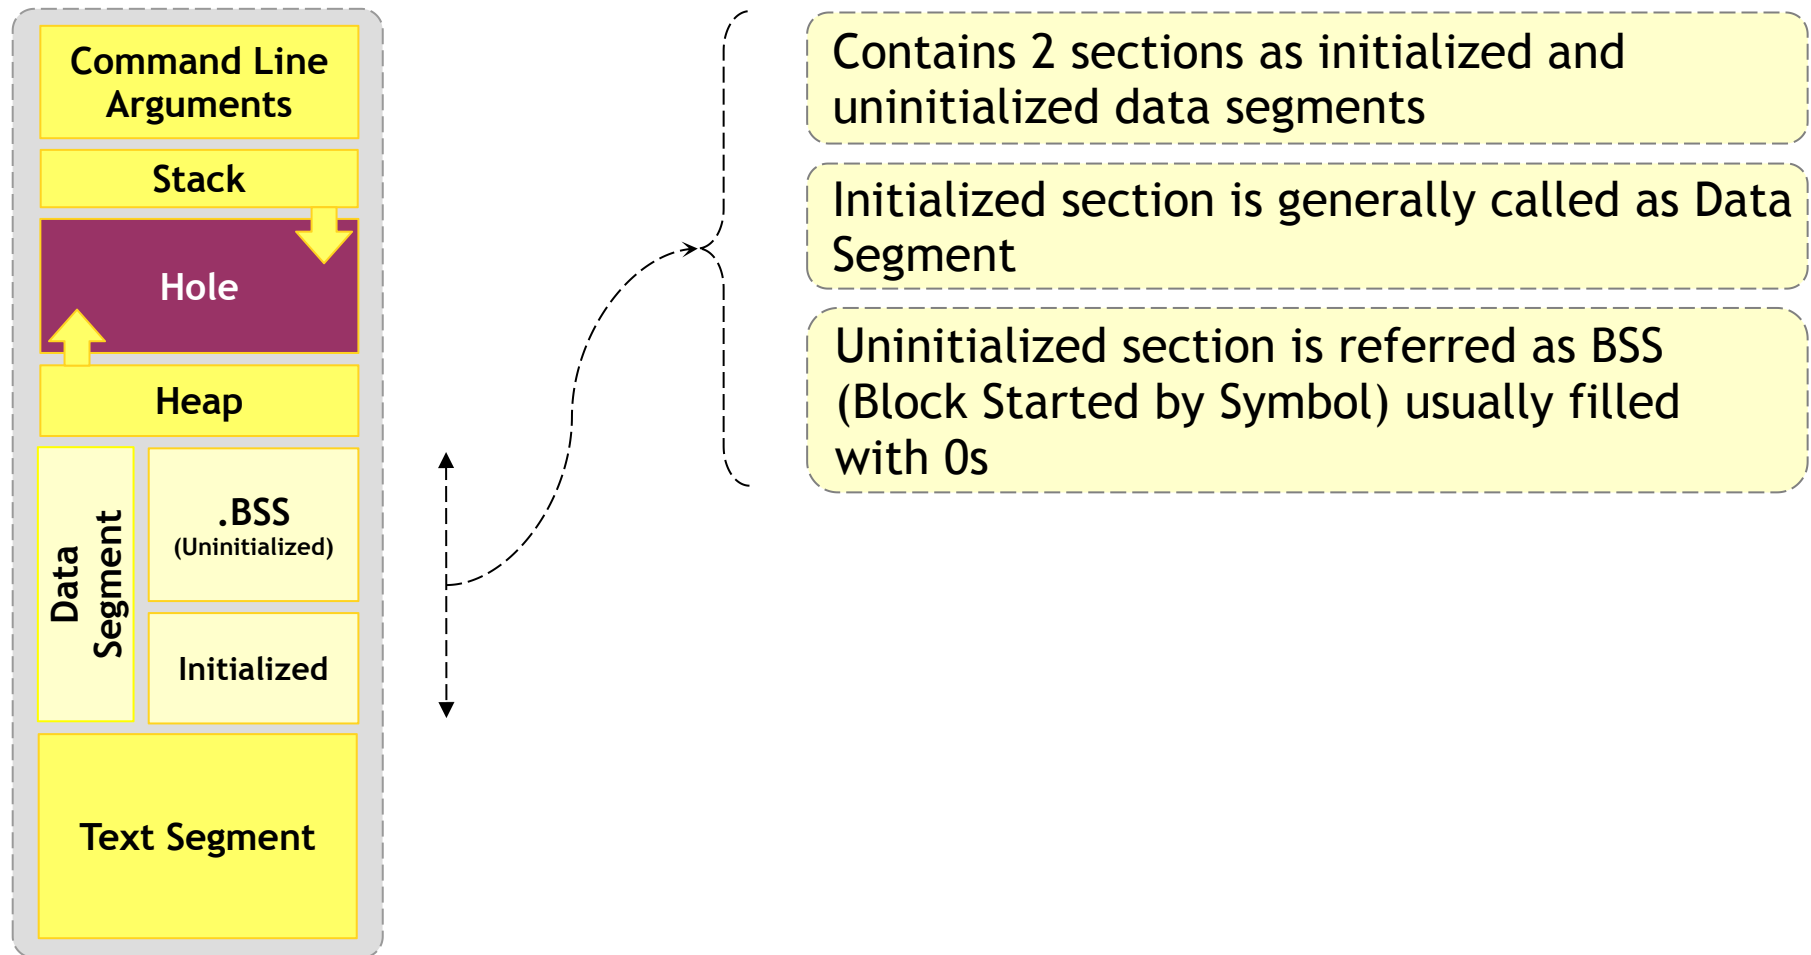 Command Line
Arguments
Stack
Hole
Heap
Data
Segment
.BSS
(Uninitialized)
Initialized
Text Segment
Contains 2 sections as initialized and
uninitialized data segments
Initialized section is generally called as Data
Segment
Uninitialized section is referred as BSS
(Block Started by Symbol) usually filled
with 0s